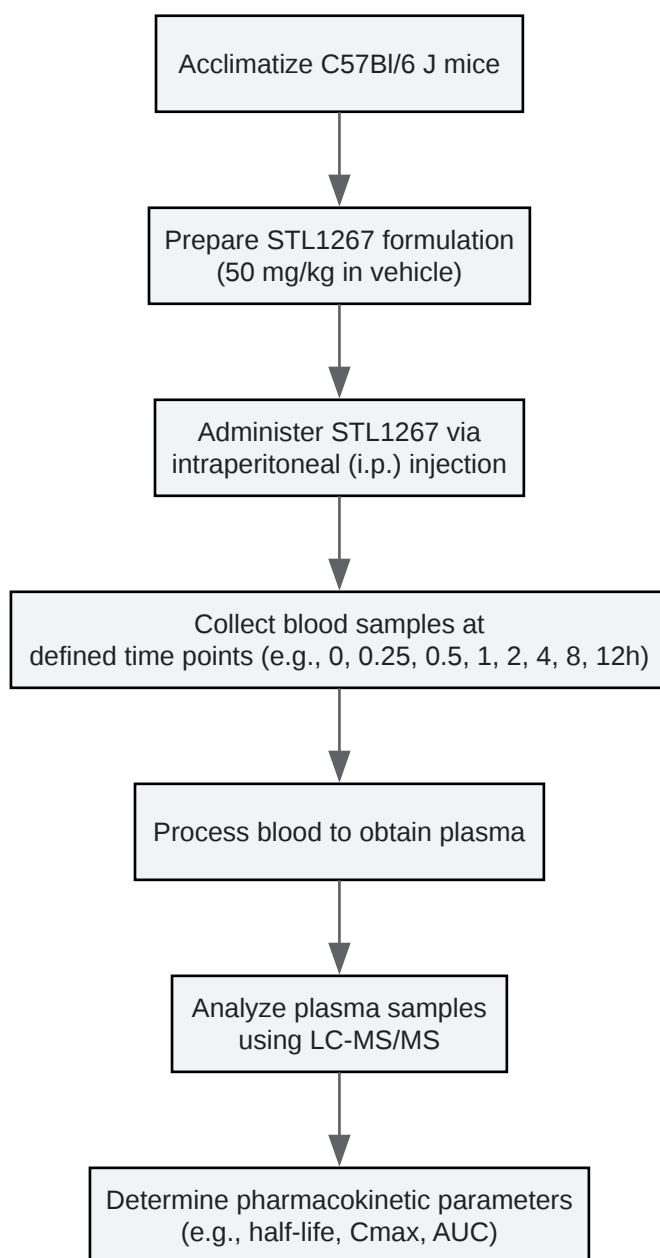 Acclimatize C57Bl/6 J mice
Prepare STL1267 formulation
(50 mg/kg in vehicle)
Administer STL1267 via
intraperitoneal (i.p.) injection
Collect blood samples at
defined time points (e.g., 0, 0.25, 0.5, 1, 2, 4, 8, 12h)
Process blood to obtain plasma
Analyze plasma samples
using LC-MS/MS
Determine pharmacokinetic parameters
(e.g., half-life, Cmax, AUC)